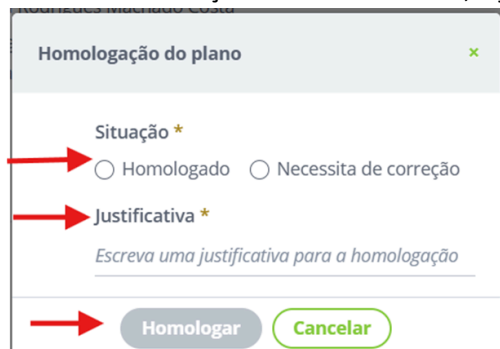 Homologação do plano ×
Situação *
Homologado Necessita de correção
Justificativa *
Escreva uma justificativa para a homologação
Homologar Cancelar